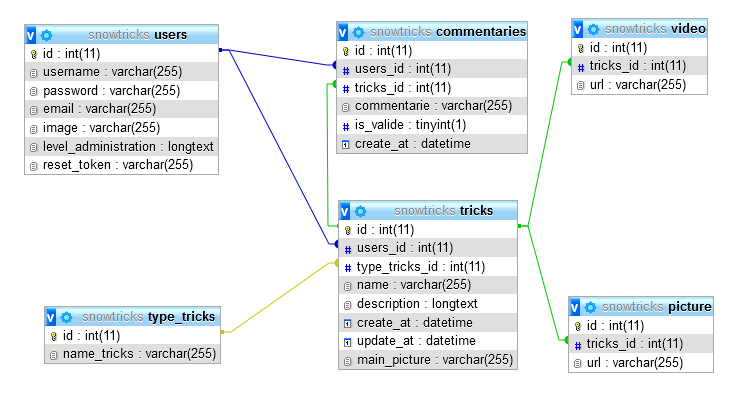 snowtricks users
id : int(11)
username : varchar(255)
password : varchar(255)
email : varchar(255)
image : varchar(255)
level_administration : longtext
reset_token : varchar(255)
snowtricks commentaries
id : int(11)
users_id : int(11)
tricks_id : int(11)
commentarie : varchar(255)
is_valide : tinyint(1)
create_at : datetime
snowtricks video
id : int(11)
tricks_id : int(11)
url : varchar(255)
snowtricks tricks
id : int(11)
users_id : int(11)
type_tricks_id : int(11)
name : varchar(255)
description : longtext
create_at : datetime
update_at : datetime
main_picture : varchar(255)
snowtricks type_tricks
id : int(11)
name_tricks : varchar(255)
snowtricks picture
id : int(11)
tricks_id : int(11)
url : varchar(255)